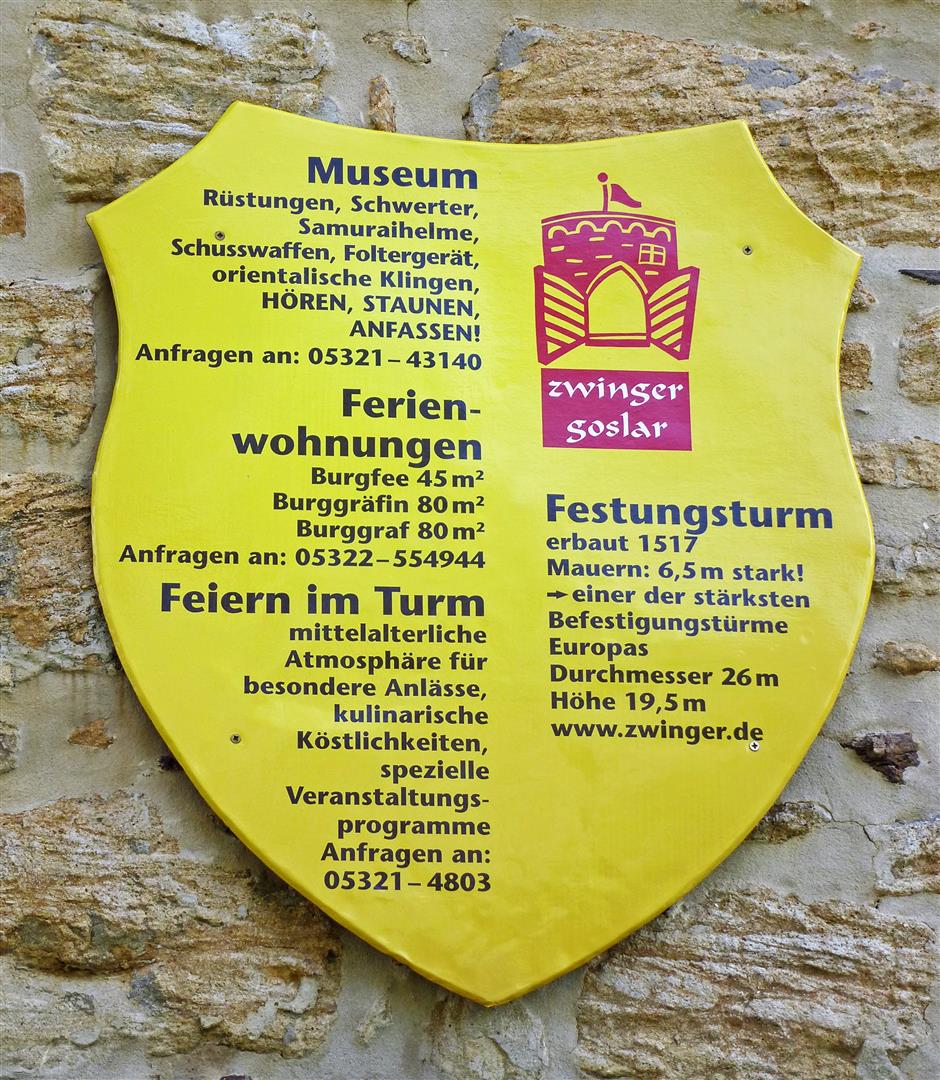 Museum
Rüstungen, Schwerter,
Samuraihelme,
Schusswaffen, Foltergerät,
orientalische Klingen,
HÖREN, STAUNEN,
ANFASSEN!
Anfragen an: 05321–43140
Ferien-
wohnungen
Burgfee 45 m²
Burggräfin 80 m²
Burggraf 80 m²
Anfragen an: 05322–554944
Feiern im Turm
mittelalterliche
Atmosphäre für
besondere Anlässe,
kulinarische
Köstlichkeiten,
spezielle
Veranstaltungs-
programme
Anfragen an:
05321–4803
zwinger
goslar
Festungsturm
erbaut 1517
Mauern: 6,5 m stark!
➞ einer der stärksten
Befestigungstürme
Europas
Durchmesser 26 m
Höhe 19,5 m
www.zwinger.de